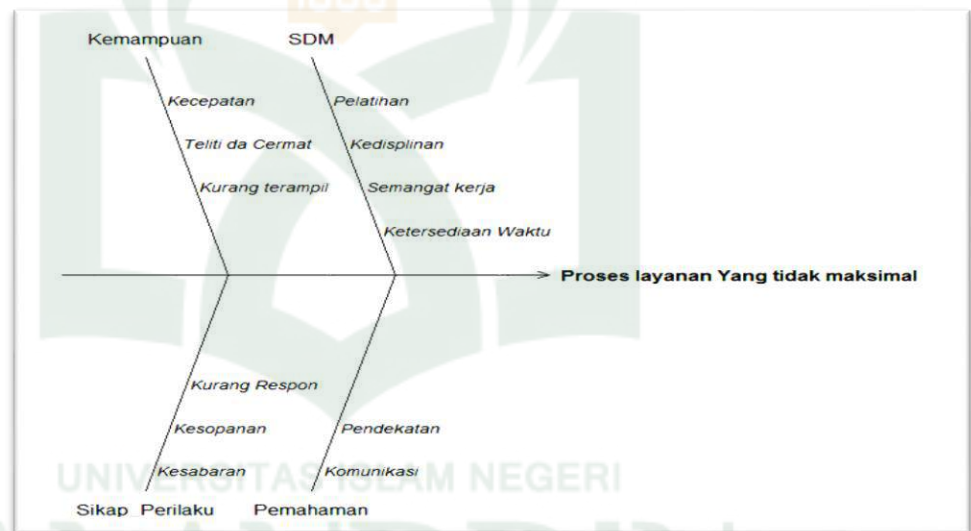 Kemampuan
SDM
Kecepatan
Pelatihan
Teliti da Cermat
Kedisplinan
Kurang terampil
Semangat kerja
Ketersediaan Waktu
Proses layanan Yang tidak maksimal
Kurang Respon
Kesopanan
Pendekatan
Kesabaran
Komunikasi
UNIVERSITAS ISLAM NEGERI
Sikap Perilaku
Pemahaman